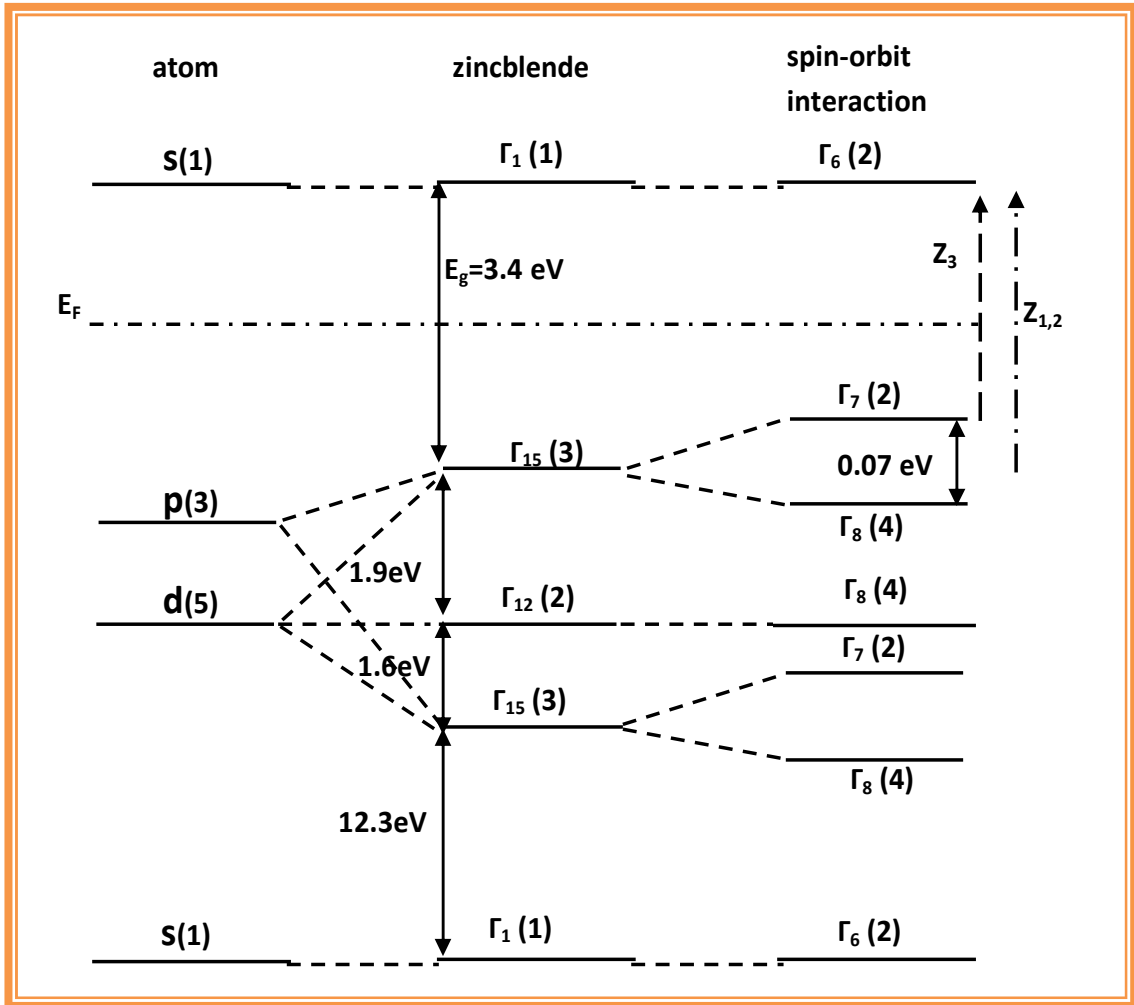 atom
zincblende
spin-orbit
interaction
S(1)
Γ₁ (1)
Γ₆ (2)
Z₃
E_g=3.4 eV
E_F
Z₁,₂
Γ₇ (2)
Γ₁₅ (3)
0.07 eV
p(3)
Γ₈ (4)
1.9eV
d(5)
Γ₁₂ (2)
Γ₈ (4)
Γ₇ (2)
1.6eV
Γ₁₅ (3)
Γ₈ (4)
12.3eV
S(1)
Γ₁ (1)
Γ₆ (2)